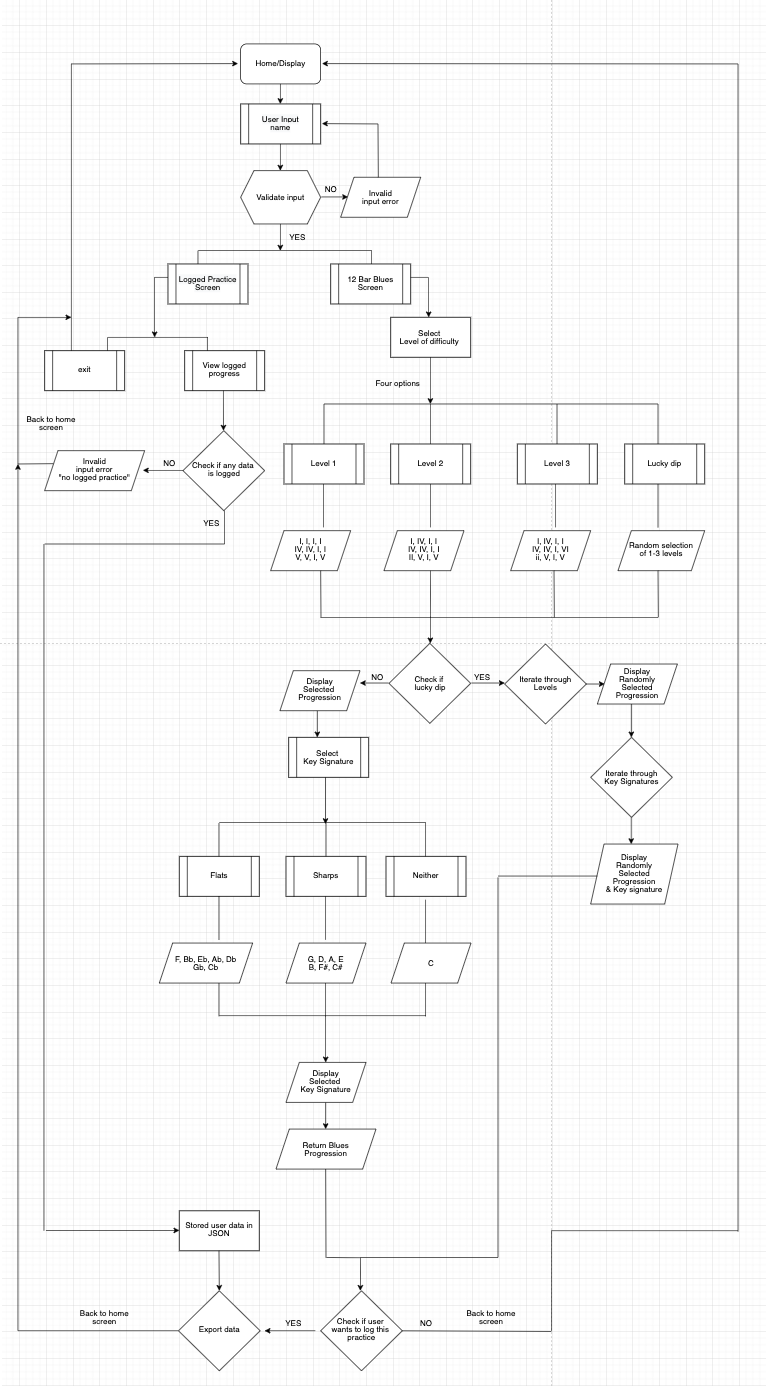 Home/Display
User Input
name
Validate input
NO
Invalid
input error
YES
Logged Practice
Screen
12 Bar Blues
Screen
Select
Level of difficulty
exit
View logged
progress
Four options
Back to home
screen
Invalid
input error
"no logged practice"
NO
Check if any data
is logged
YES
Level 1
Level 2
Level 3
Lucky dip
I, I, I, I
IV, IV, I, I
V, V, I, V
I, IV, I, I
IV, IV, I, I
II, V, I, V
I, IV, I, I
IV, IV, I, VI
ii, V, I, V
Random selection
of 1-3 levels
Display
Selected
Progression
NO
Check if
lucky dip
YES
Iterate through
Levels
Display
Randomly
Selected
Progression
Select
Key Signature
Iterate through
Key Signatures
Flats
Sharps
Neither
Display
Randomly
Selected
Progression
& Key signature
F, Bb, Eb, Ab, Db
Gb, Cb
G, D, A, E
B, F#, C#
C
Display
Selected
Key Signature
Return Blues
Progression
Stored user data in
JSON
Back to home
screen
Export data
YES
Check if user
wants to log this
practice
NO
Back to home
screen